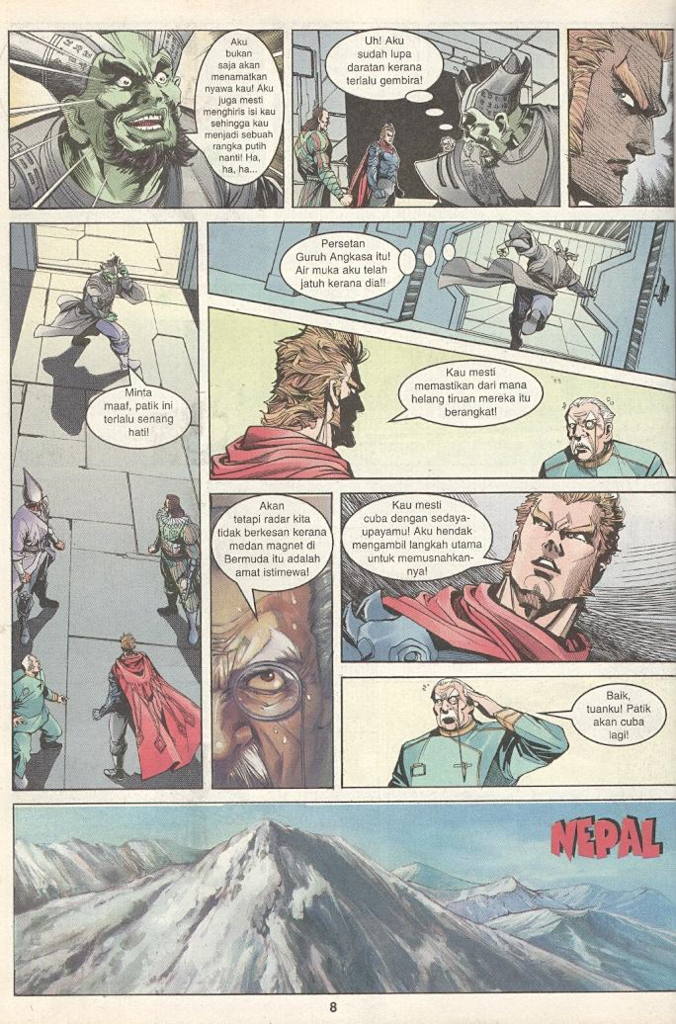 Aku
bukan
saja akan
menamatkan
nyawa kau! Aku
juga mesti
menghiris isi kau
sehingga kau
menjadi sebuah
rangka putih
nanti! Ha,
ha, ha...
Uh! Aku
sudah lupa
daratan kerana
terlalu gembira!
Minta
maaf, patik ini
terlalu senang
hati!
Persetan
Guruh Angkasa itu!
Air muka aku telah
jatuh kerana dia!!
Kau mesti
memastikan dari mana
helang tiruan mereka itu
berangkat!
Akan
tetapi radar kita
tidak berkesan kerana
medan magnet di
Bermuda itu adalah
amat istimewa!
Kau mesti
cuba dengan sedaya-
upayamu! Aku hendak
mengambil langkah utama
untuk memusnahkan-
nya!
Baik,
tuanku! Patik
akan cuba
lagi!
NEPAL
8